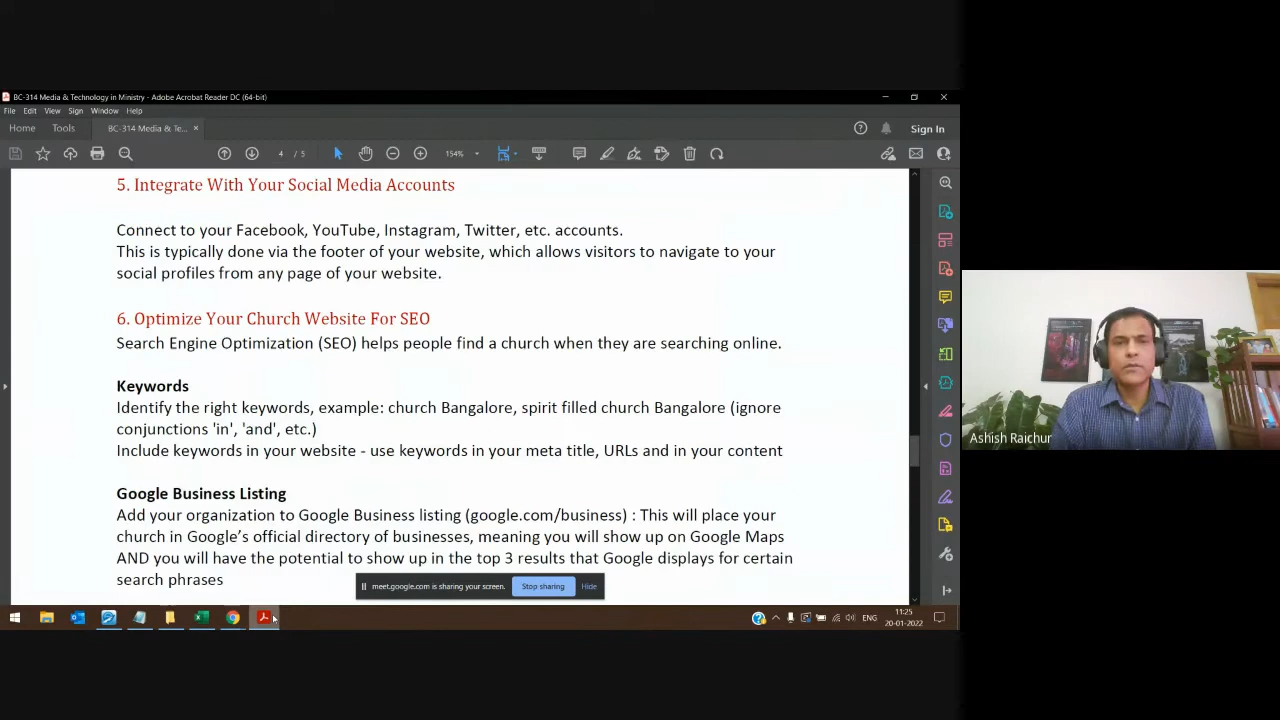 BC-314 Media & Technology in Ministry - Adobe Acrobat Reader DC (64-bit)
File Edit View Sign Window Help
Home Tools BC-314 Media & Te... × Sign In
4 / 5 154%
5. Integrate With Your Social Media Accounts
Connect to your Facebook, YouTube, Instagram, Twitter, etc. accounts.
This is typically done via the footer of your website, which allows visitors to navigate to your
social profiles from any page of your website.
6. Optimize Your Church Website For SEO
Search Engine Optimization (SEO) helps people find a church when they are searching online.
Keywords
Identify the right keywords, example: church Bangalore, spirit filled church Bangalore (ignore
conjunctions 'in', 'and', etc.)
Include keywords in your website - use keywords in your meta title, URLs and in your content
Google Business Listing
Add your organization to Google Business listing (google.com/business) : This will place your
church in Google’s official directory of businesses, meaning you will show up on Google Maps
AND you will have the potential to show up in the top 3 results that Google displays for certain
search phrases
meet.google.com is sharing your screen. Stop sharing Hide
ENG 11:25
20-01-2022
Ashish Raichur